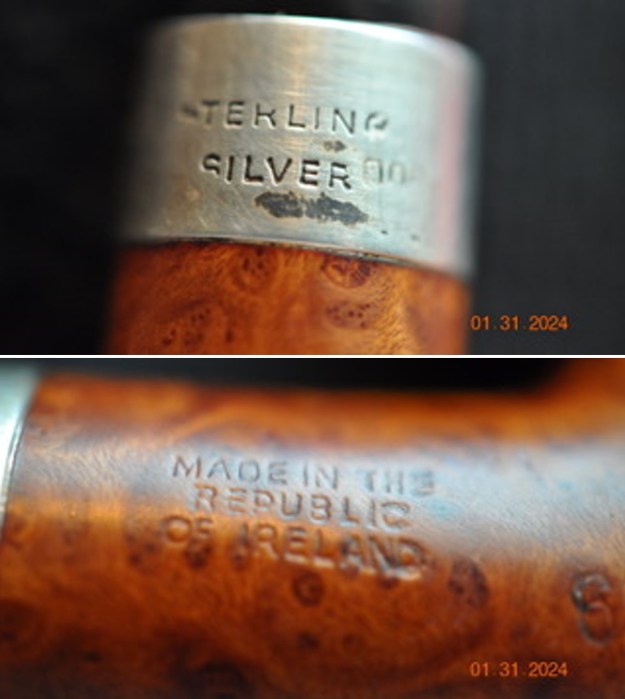 STERLING
SILVER
01.31.2024
MADE IN THE
REPUBLIC
OF IRELAND
01.31.2024